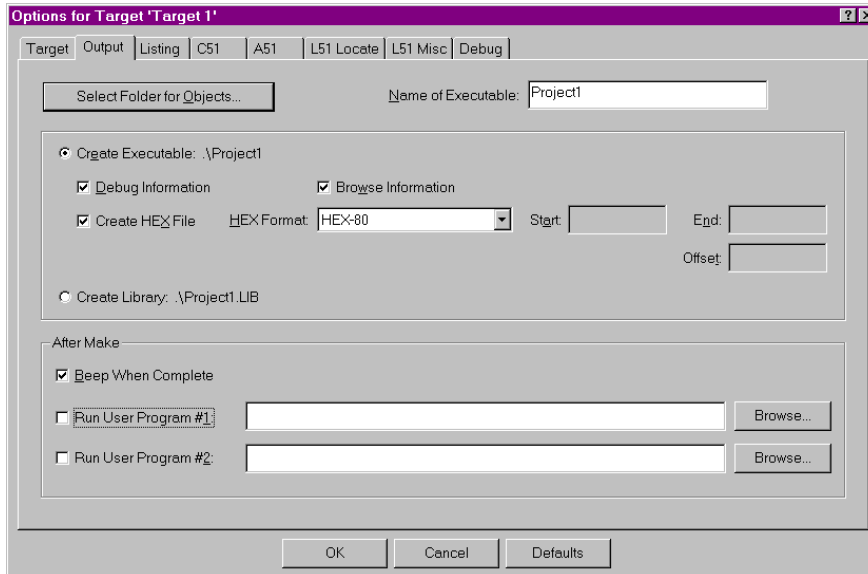 Options for Target 'Target 1'
Target Output Listing C51 A51 L51 Locate L51 Misc Debug
Select Folder for Objects... Name of Executable: Project1
Create Executable: .\Project1
Debug Information Browse Information
Create HEX File HEX Format: HEX-80 Start: End:
Offset:
Create Library: .\Project1.LIB
After Make
Beep When Complete
Run User Program #1: Browse...
Run User Program #2: Browse...
OK Cancel Defaults